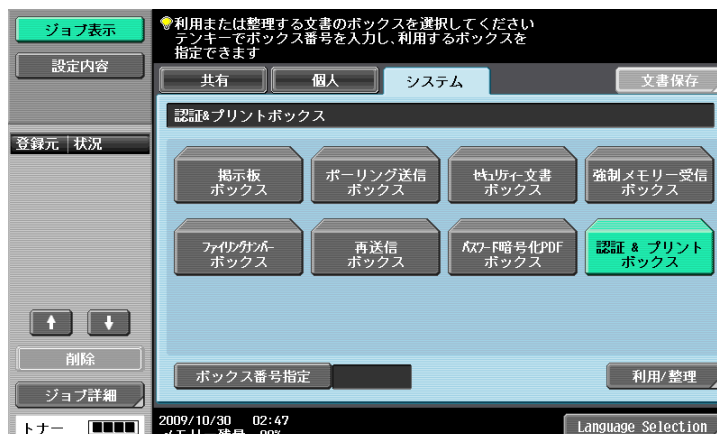 ジョブ表示
設定内容
登録元 状況
削除
ジョブ詳細
トナー
利用または整理する文書のボックスを選択してください
テンキーでボックス番号を入力し、利用するボックスを
指定できます
共有 個人 システム 文書保存
認証&プリントボックス
掲示板
ボックス
ポーリング送信
ボックス
セキュリティー文書
ボックス
強制メモリー受信
ボックス
ファイリングナンバー
ボックス
再送信
ボックス
パスワード暗号化PDF
ボックス
認証 & プリント
ボックス
ボックス番号指定
利用/整理
2009/10/30 02:47
メモリー残量 99%
Language Selection